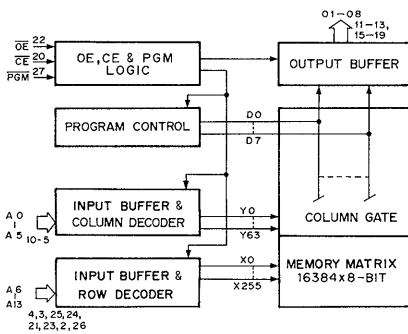 01-08
11-13,
15-19
OE 22
CE 20
PGM 27
OE, CE & PGM
LOGIC
OUTPUT BUFFER
PROGRAM CONTROL
D0
D7
A0
A5 10-5
INPUT BUFFER &
COLUMN DECODER
Y0
Y63
COLUMN GATE
A6
A13
4,3,25,24,
21,23,2,26
INPUT BUFFER &
ROW DECODER
X0
X255
MEMORY MATRIX
16384x8-BIT